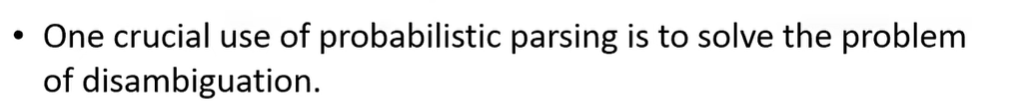 • One crucial use of probabilistic parsing is to solve the problem
of disambiguation.